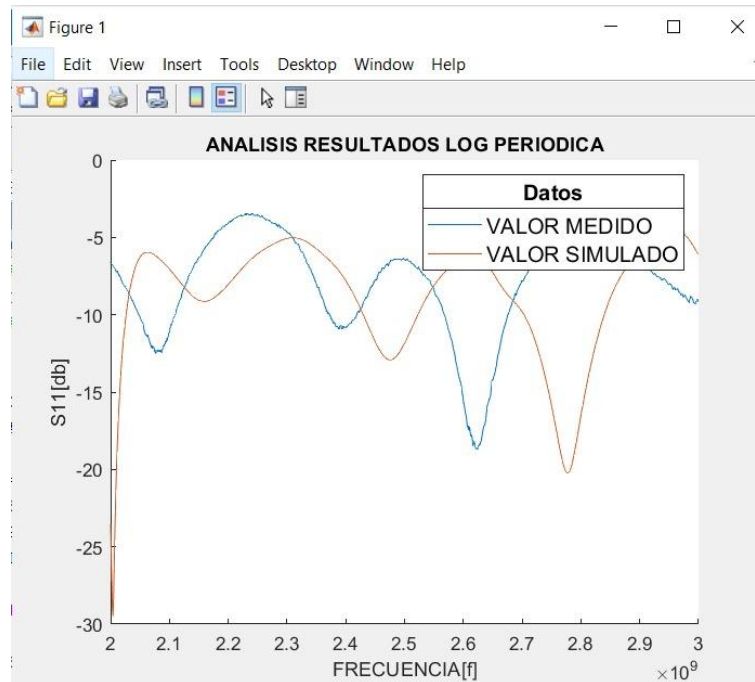 Figure 1
File Edit View Insert Tools Desktop Window Help
ANALISIS RESULTADOS LOG PERIODICA
Datos
VALOR MEDIDO
VALOR SIMULADO
0
-5
-10
-15
-20
-25
-30
S11[db]
2 2.1 2.2 2.3 2.4 2.5 2.6 2.7 2.8 2.9 3
FRECUENCIA[f]
×10^9